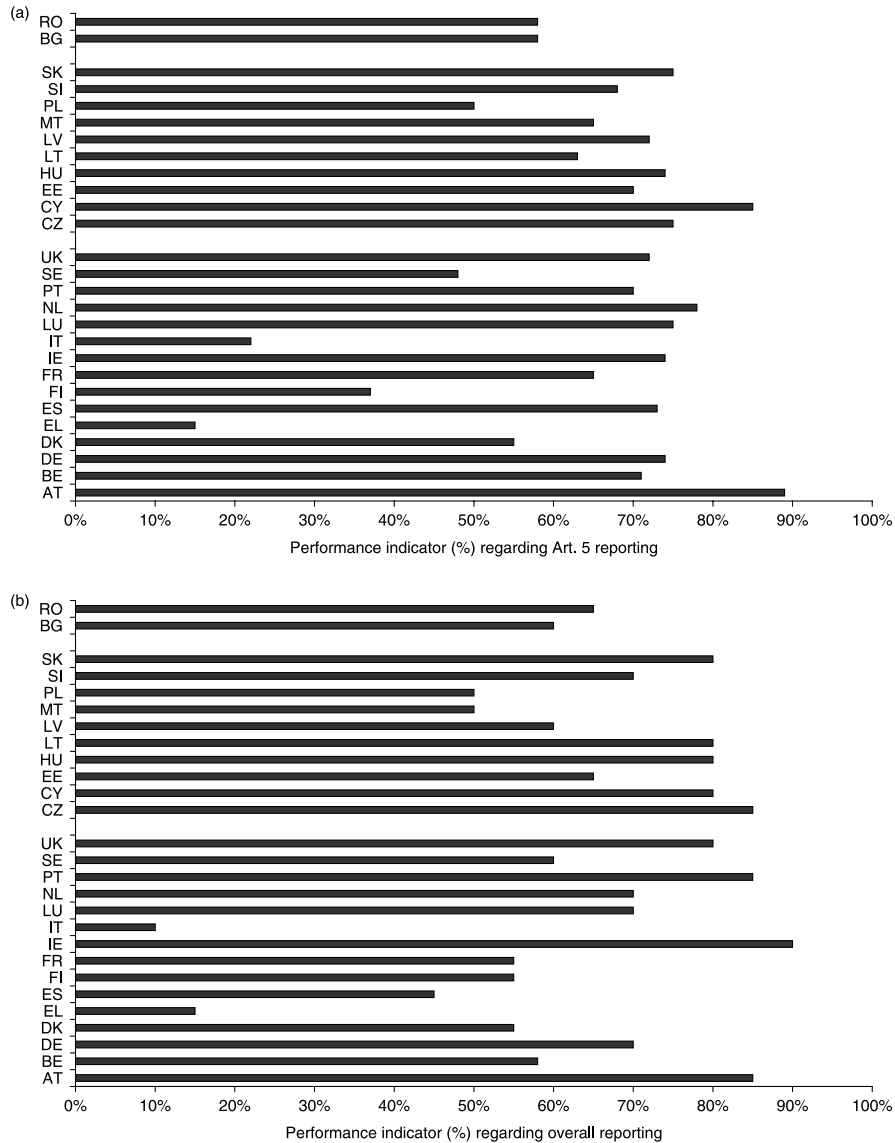 (a)
RO
BG
SK
SI
PL
MT
LV
LT
HU
EE
CY
CZ
UK
SE
PT
NL
LU
IT
IE
FR
FI
ES
EL
DK
DE
BE
AT
0% 10% 20% 30% 40% 50% 60% 70% 80% 90% 100%
Performance indicator (%) regarding Art. 5 reporting
(b)
RO
BG
SK
SI
PL
MT
LV
LT
HU
EE
CY
CZ
UK
SE
PT
NL
LU
IT
IE
FR
FI
ES
EL
DK
DE
BE
AT
0% 10% 20% 30% 40% 50% 60% 70% 80% 90% 100%
Performance indicator (%) regarding overall reporting